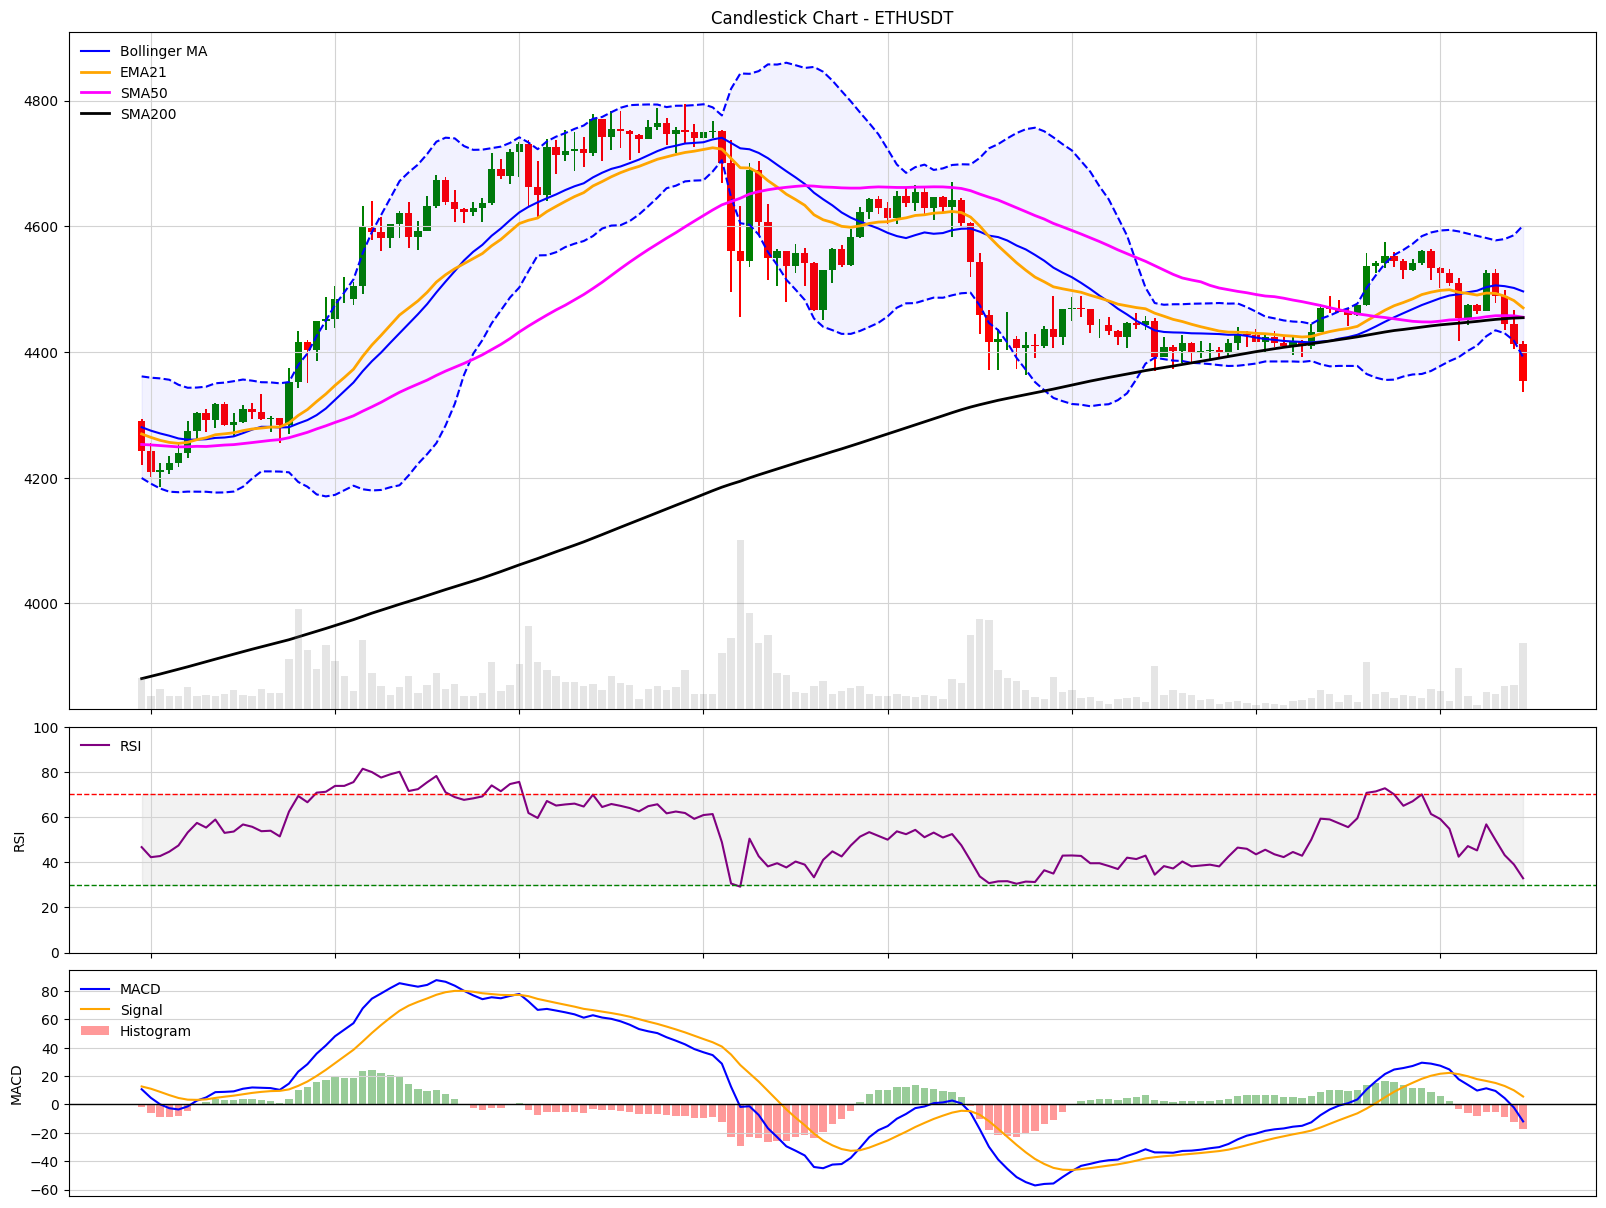 Candlestick Chart - ETHUSDT
Bollinger MA
EMA21
SMA50
SMA200
4800
4600
4400
4200
4000
RSI
100
80
60
40
20
0
RSI
MACD
Signal
Histogram
80
60
40
20
0
−20
−40
−60
MACD